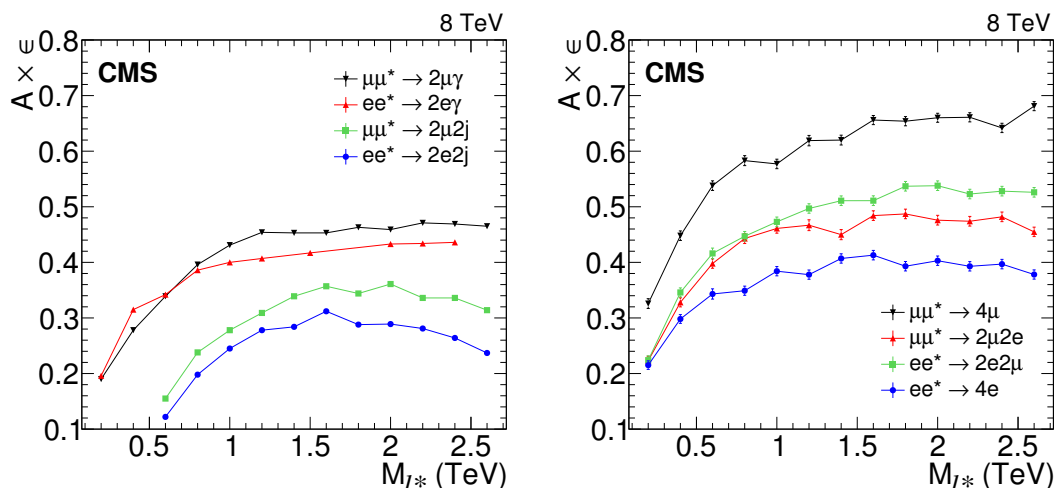 8 TeV
A × ϵ
CMS
μμ* → 2μγ
ee* → 2eγ
μμ* → 2μ2j
ee* → 2e2j
0.8
0.7
0.6
0.5
0.4
0.3
0.2
0.1
0.5 1 1.5 2 2.5
M_l* (TeV)
8 TeV
A × ϵ
CMS
μμ* → 4μ
μμ* → 2μ2e
ee* → 2e2μ
ee* → 4e
0.8
0.7
0.6
0.5
0.4
0.3
0.2
0.1
0.5 1 1.5 2 2.5
M_l* (TeV)